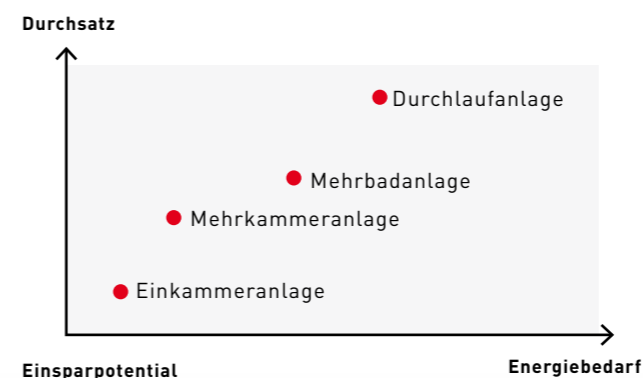 Durchsatz
Durchlaufanlage
Mehrbadanlage
Mehrkammeranlage
Einkammeranlage
Einsparpotential
Energiebedarf